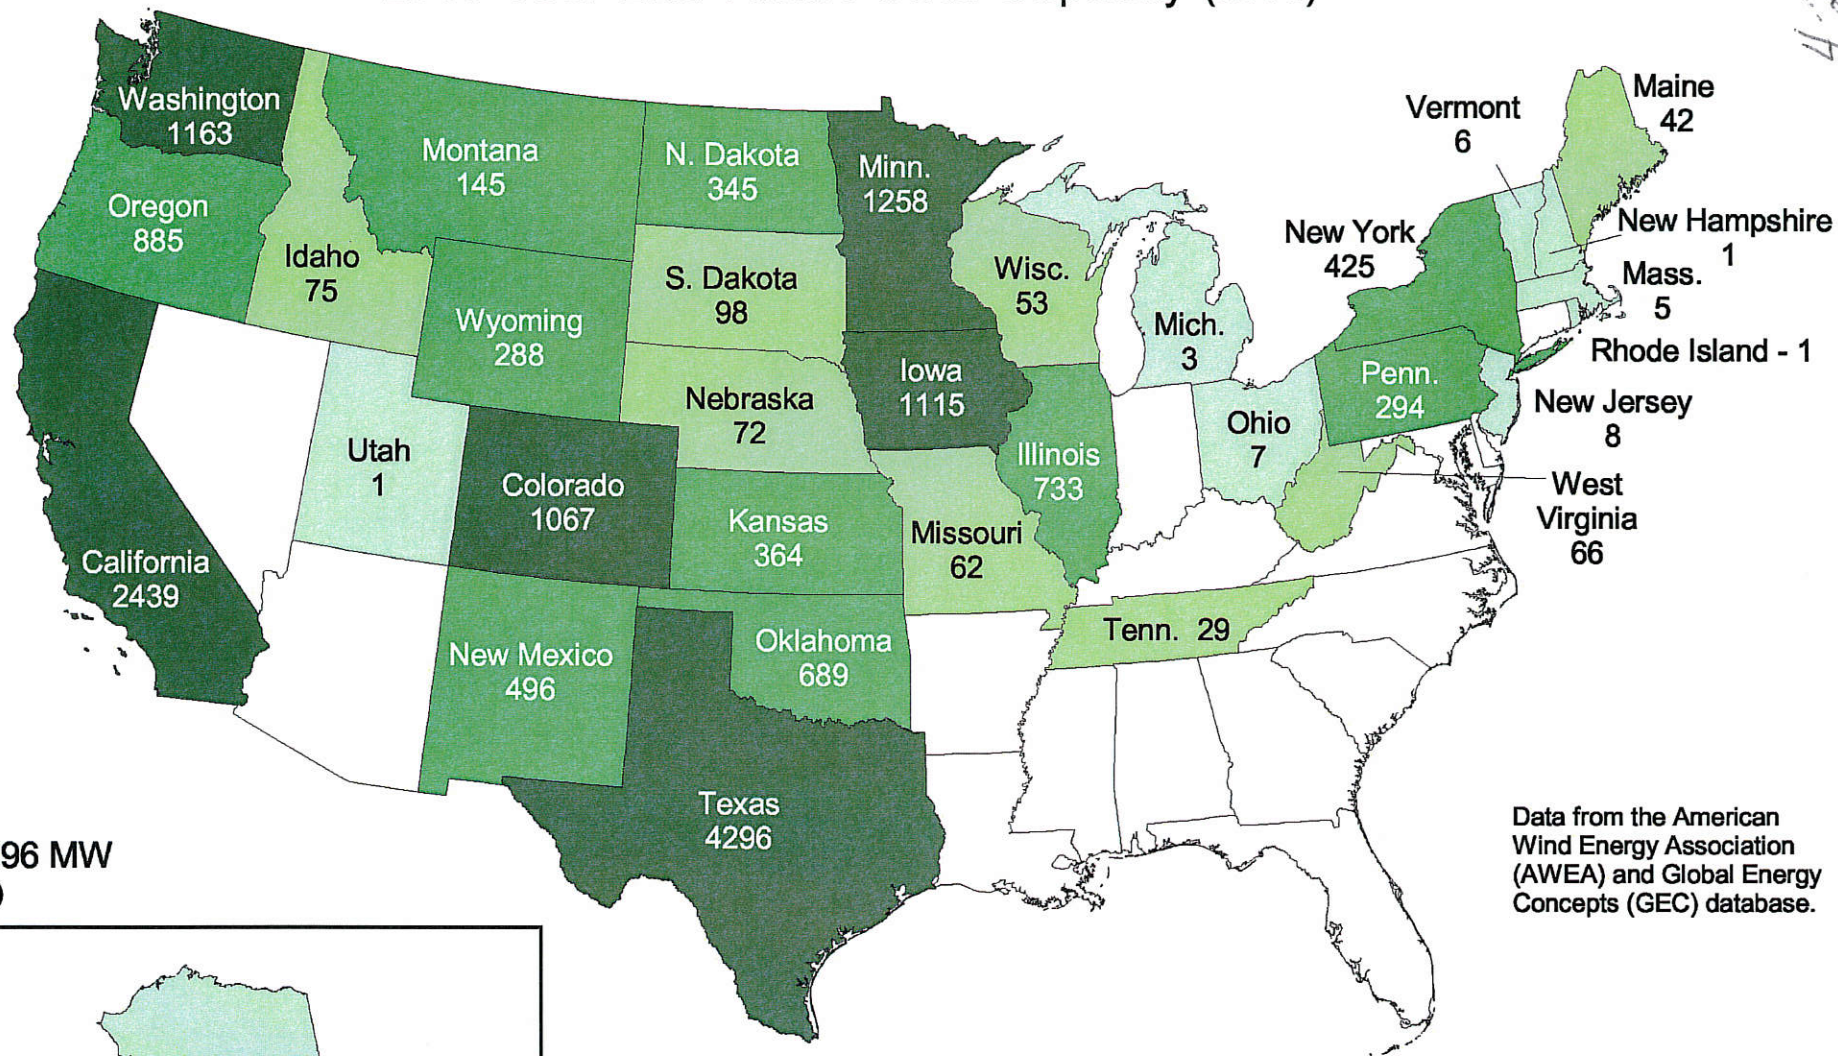 Washington
1163
Oregon
885
Idaho
75
Montana
145
N. Dakota
345
Minn.
1258
Wyoming
288
S. Dakota
98
Wisc.
53
Mich.
3
Vermont
6
Maine
42
New York
425
New Hampshire
1
Mass.
5
Rhode Island - 1
Penn.
294
New Jersey
8
Iowa
1115
Nebraska
72
Illinois
733
Ohio
7
West
Virginia
66
Utah
1
Colorado
1067
Kansas
364
Missouri
62
California
2439
New Mexico
496
Oklahoma
689
Tenn. 29
Texas
4296
96 MW
Data from the American
Wind Energy Association
(AWEA) and Global Energy
Concepts (GEC) database.